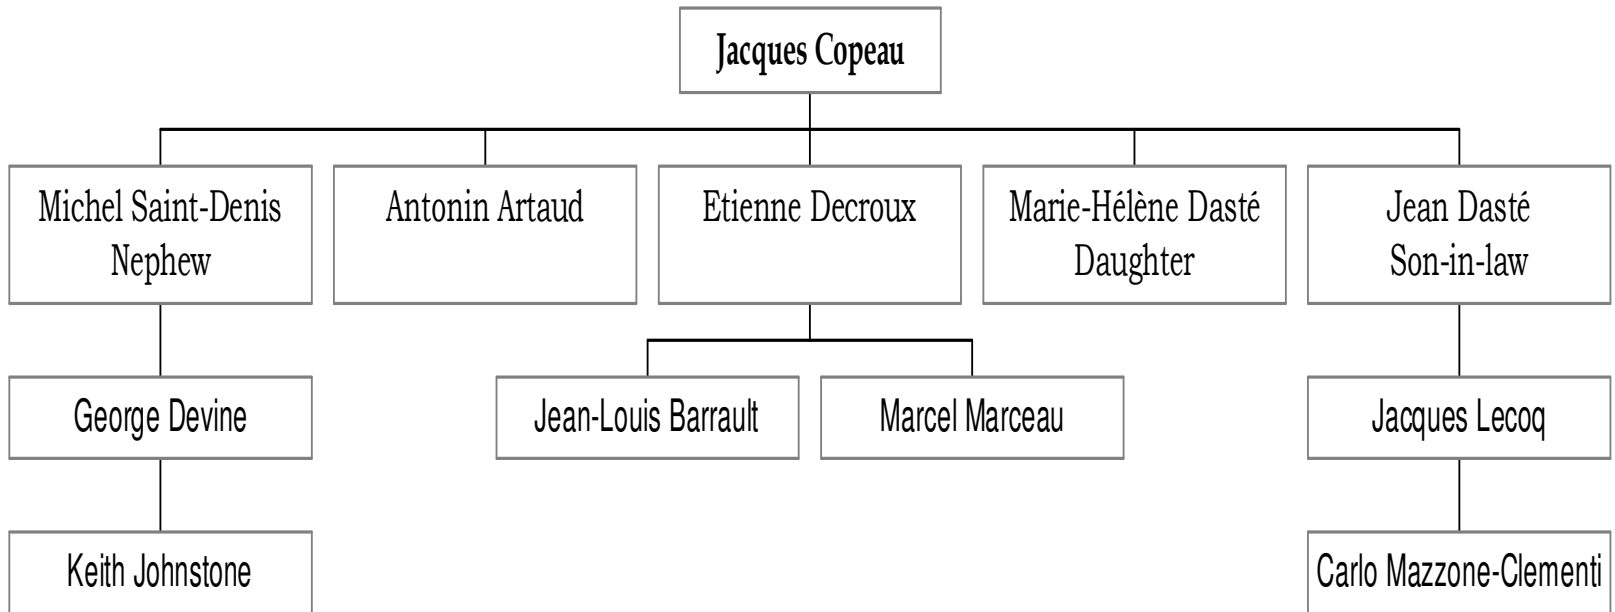 Jacques Copeau
Michel Saint-Denis
Nephew
Antonin Artaud
Etienne Decroux
Marie-Hélène Dasté
Daughter
Jean Dasté
Son-in-law
George Devine
Jean-Louis Barrault
Marcel Marceau
Jacques Lecoq
Keith Johnstone
Carlo Mazzone-Clementi